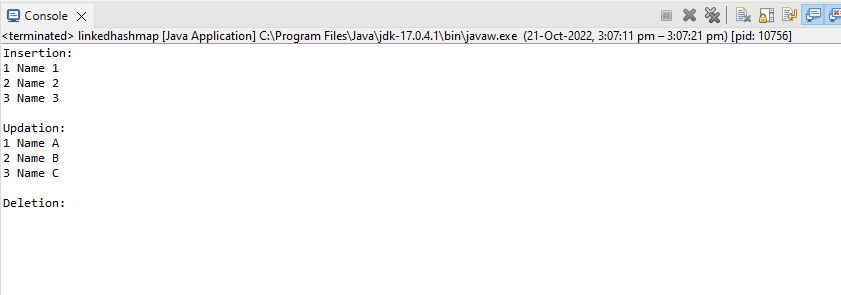 Console
<terminated> linkedhashmap [Java Application] C:\Program Files\Java\jdk-17.0.4.1\bin\javaw.exe (21-Oct-2022, 3:07:11 pm – 3:07:21 pm) [pid: 10756]
Insertion:
1 Name 1
2 Name 2
3 Name 3

Updation:
1 Name A
2 Name B
3 Name C

Deletion: